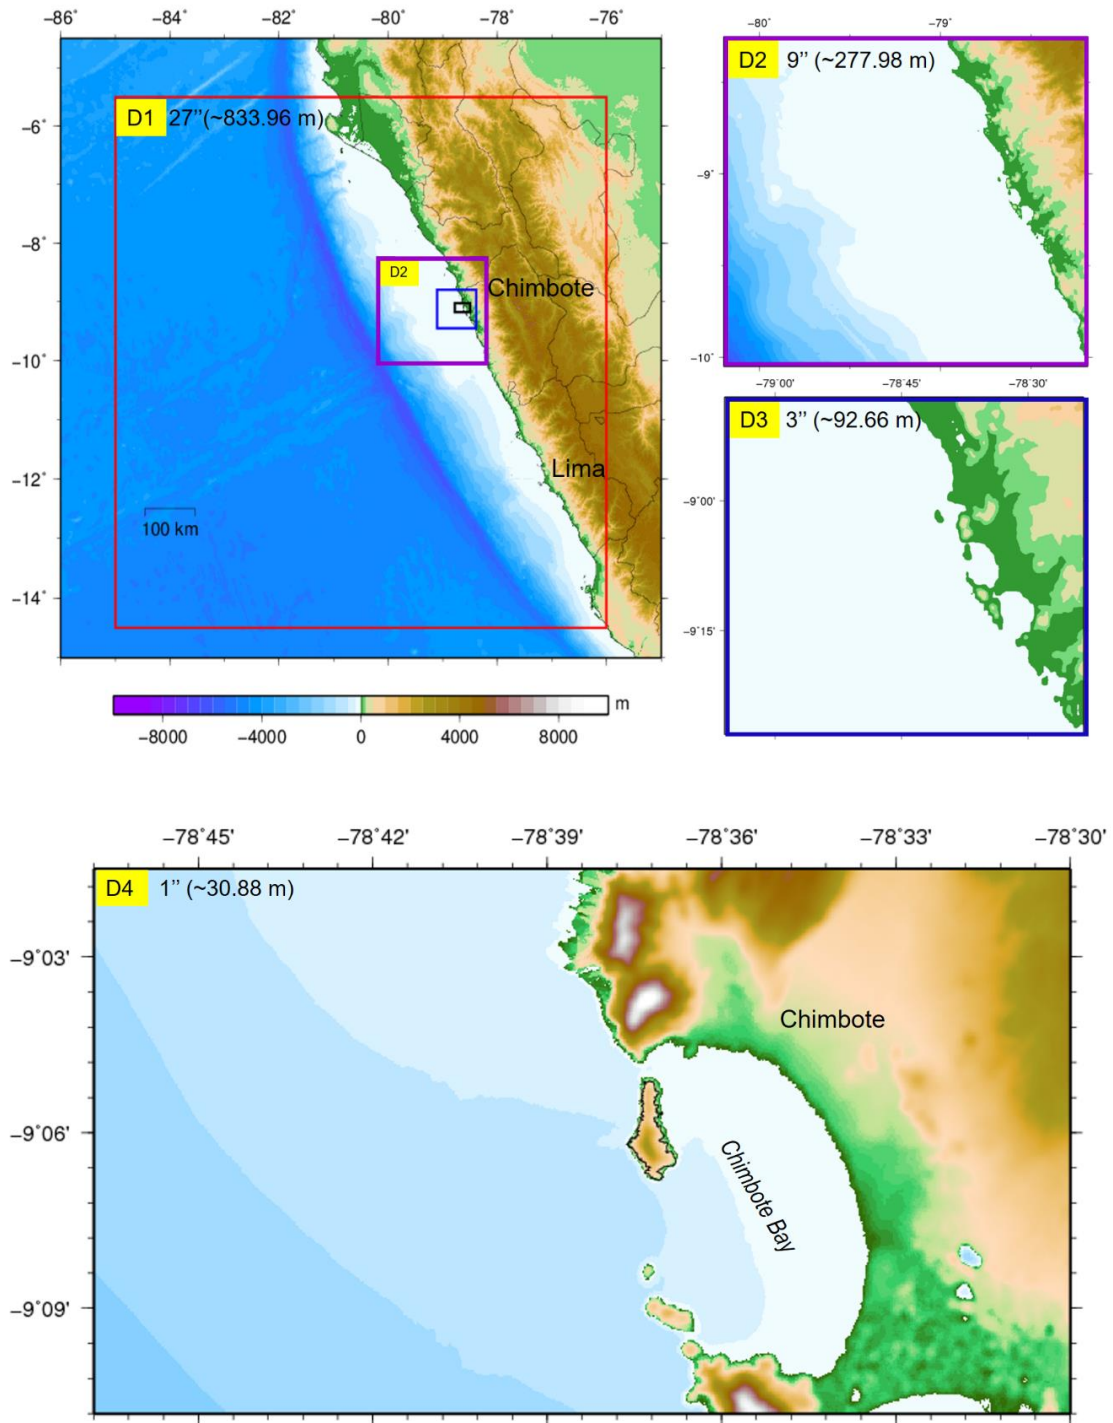 −86° −84° −82° −80° −78° −76°
−6°
−8°
−10°
−12°
−14°
D1 27’’(~833.96 m)
D2
Chimbote
Lima
100 km
m
−8000 −4000 0 4000 8000
−80° −79°
D2 9’’ (~277.98 m)
−9°
−10°
−79°00' −78°45' −78°30'
D3 3’’ (~92.66 m)
−9°00'
−9°15'
−78°45' −78°42' −78°39' −78°36' −78°33' −78°30'
D4 1’’ (~30.88 m)
−9°03'
−9°06'
−9°09'
Chimbote
Chimbote Bay